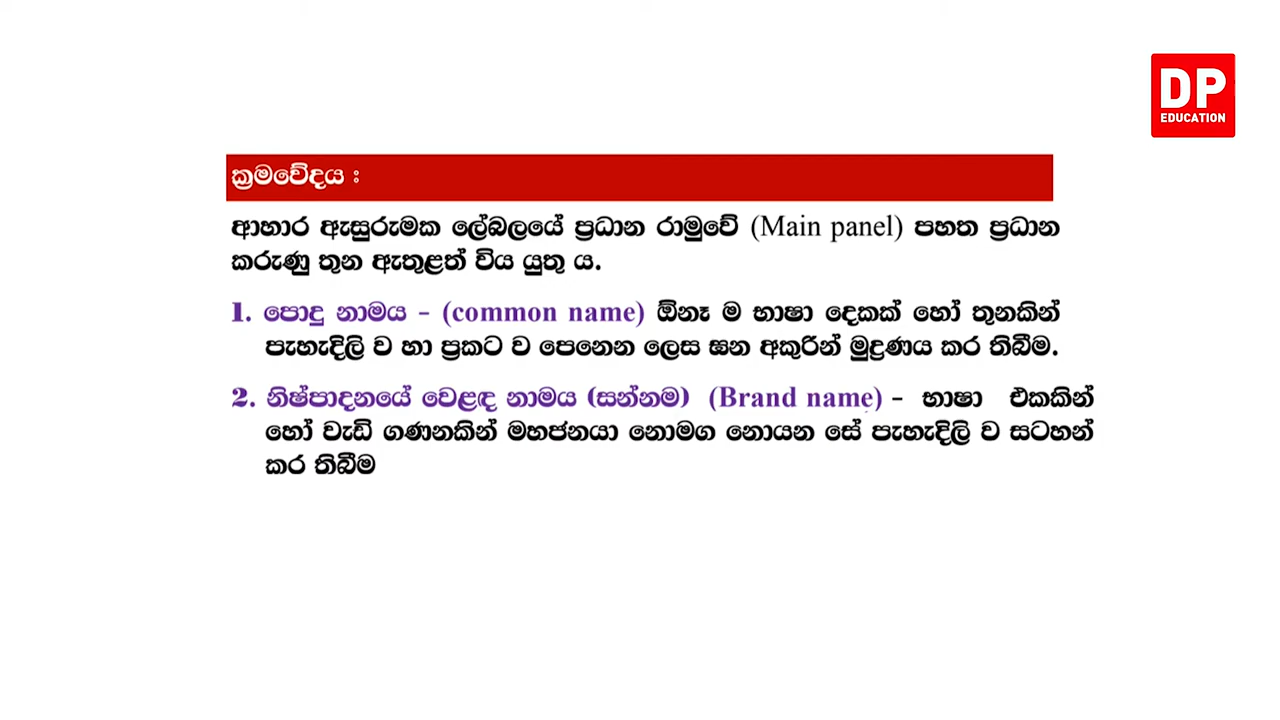 DP
EDUCATION
ක්‍රමවේදය :
ආහාර ඇසුරුමක ලේබලයේ ප්‍රධාන රාමුවේ (Main panel) පහත ප්‍රධාන
කරුණු තුන ඇතුළත් විය යුතු ය.
1. පොදු නාමය - (common name) ඕනෑ ම භාෂා දෙකක් හෝ තුනකින්
පැහැදිලි ව හා ප්‍රකට ව පෙනෙන ලෙස ඝන අකුරින් මුද්‍රණය කර තිබීම.
2. නිෂ්පාදනයේ වෙළඳ නාමය (සන්නම) (Brand name) - භාෂා එකකින්
හෝ වැඩි ගණනකින් මහජනයා නොමග නොයන සේ පැහැදිලි ව සටහන්
කර තිබීම